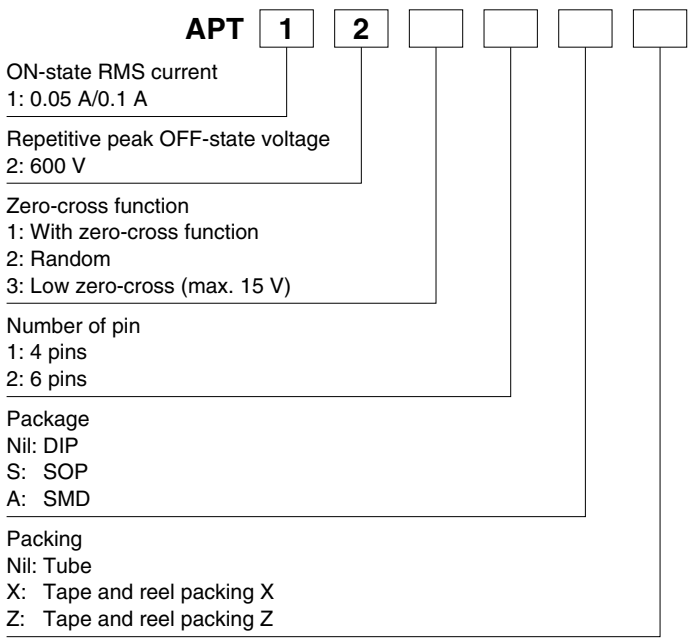 APT 1 2
ON-state RMS current
1: 0.05 A/0.1 A
Repetitive peak OFF-state voltage
2: 600 V
Zero-cross function
1: With zero-cross function
2: Random
3: Low zero-cross (max. 15 V)
Number of pin
1: 4 pins
2: 6 pins
Package
Nil: DIP
S: SOP
A: SMD
Packing
Nil: Tube
X: Tape and reel packing X
Z: Tape and reel packing Z